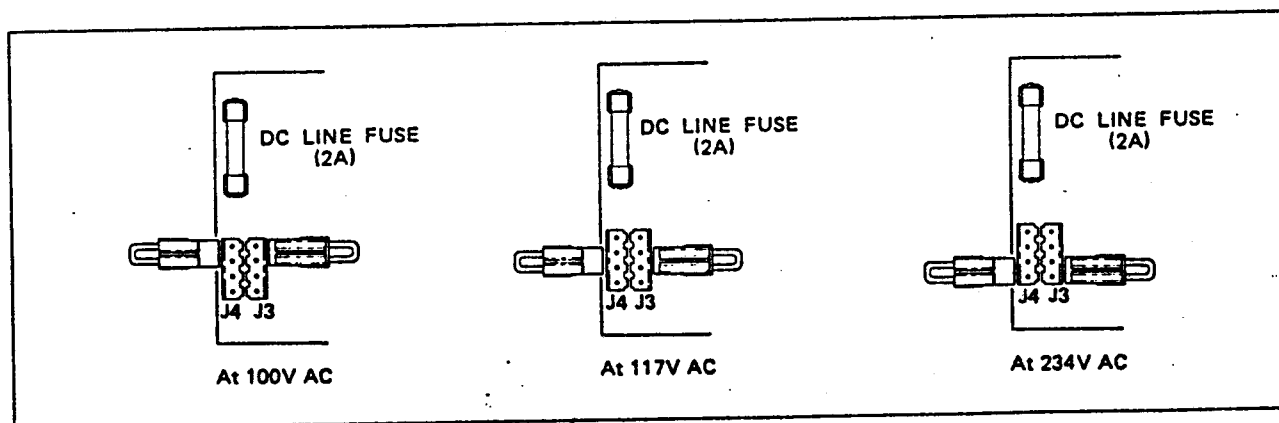 DC LINE FUSE
(2A)
J4 J3
At 100V AC
DC LINE FUSE
(2A)
J4 J3
At 117V AC
DC LINE FUSE
(2A)
J4 J3
At 234V AC